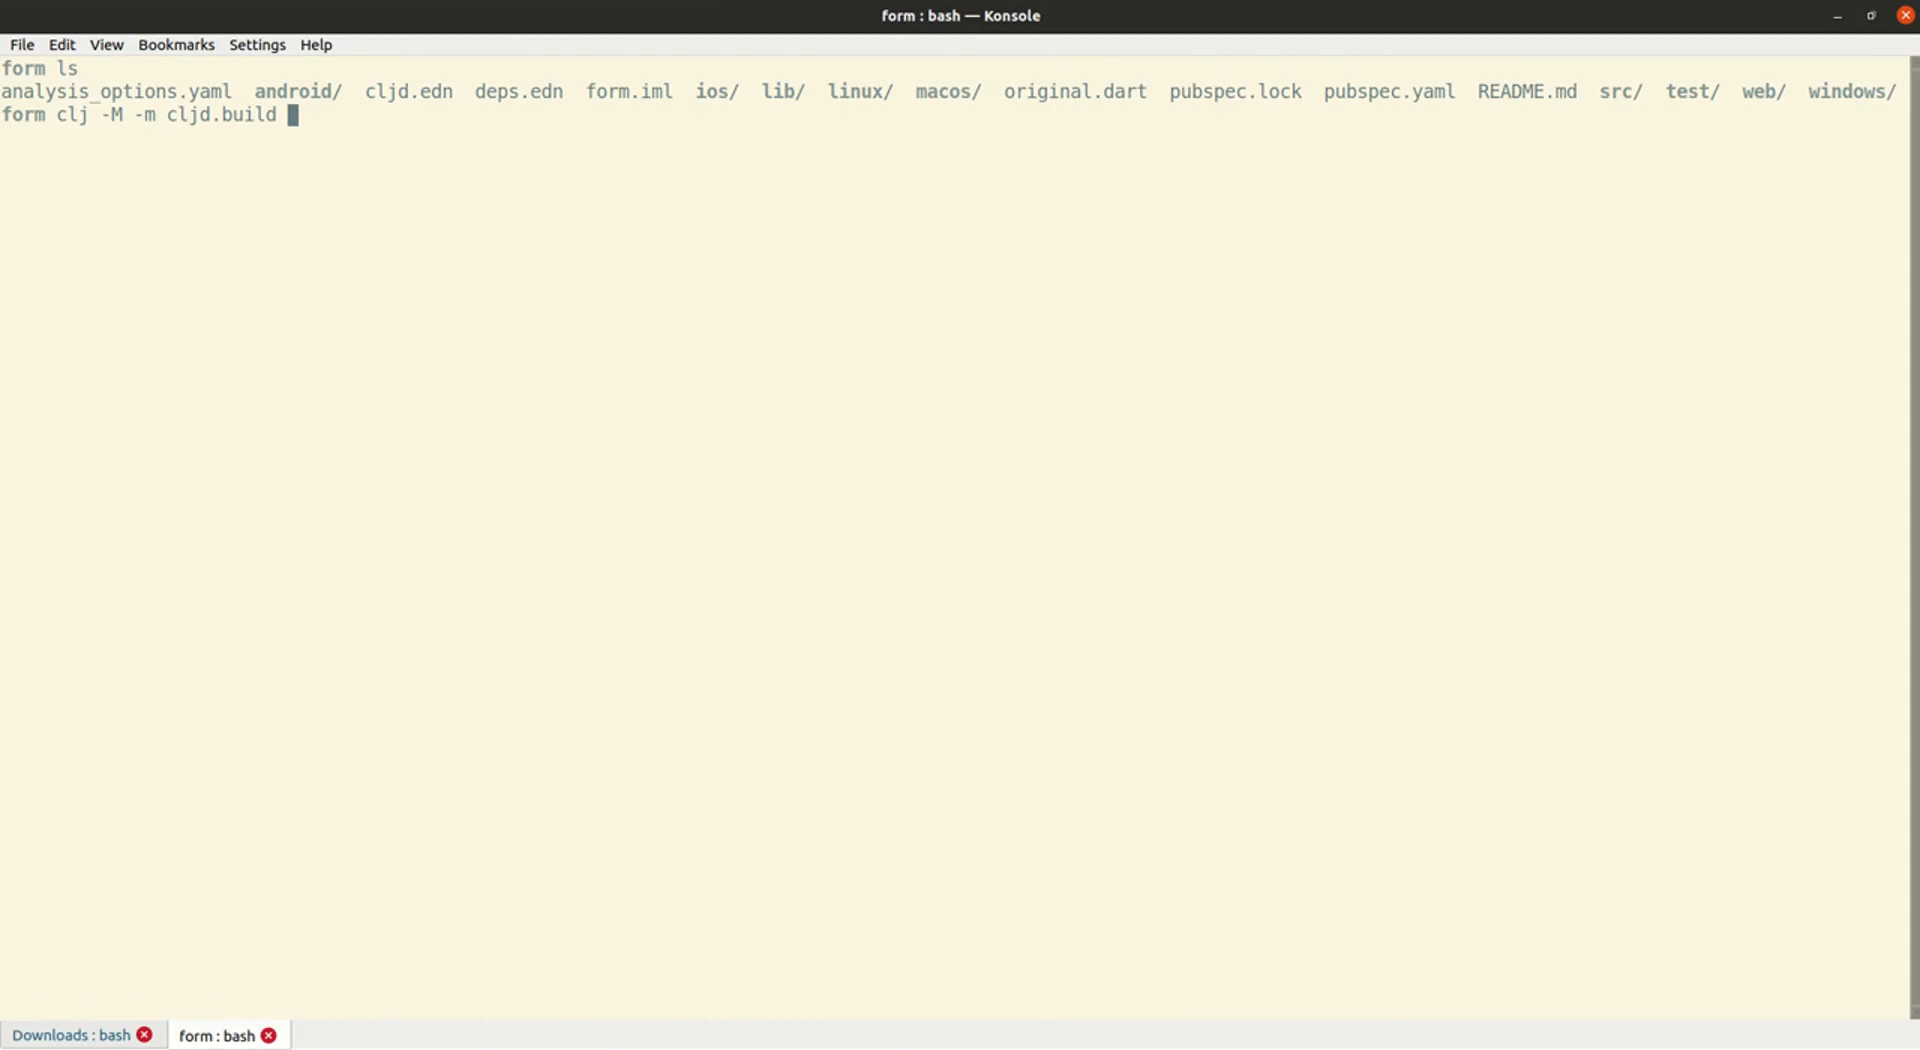 form : bash — Konsole
File Edit View Bookmarks Settings Help
form ls
analysis_options.yaml  android/  cljd.edn  deps.edn  form.iml  ios/  lib/  linux/  macos/  original.dart  pubspec.lock  pubspec.yaml  README.md  src/  test/  web/  windows/
form clj -M -m cljd.build
Downloads : bash form : bash